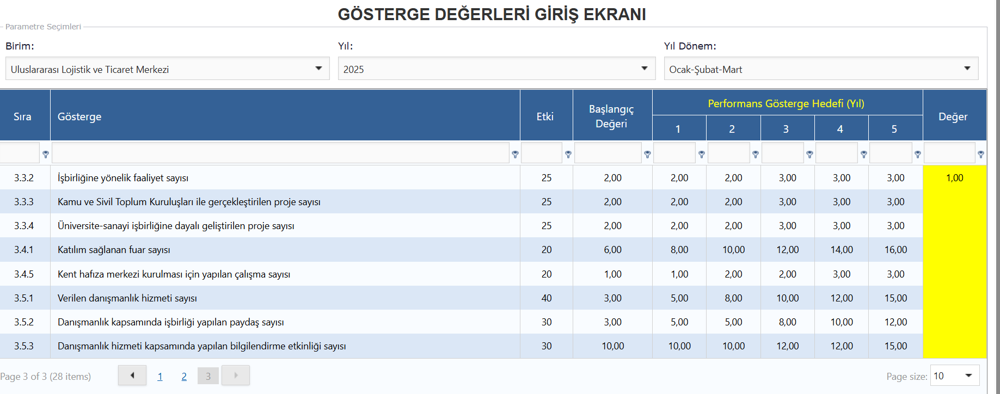 GÖSTERGE DEĞERLERİ GİRİŞ EKRANI
Parametre Seçimleri
Birim: Yıl: Yıl Dönem:
Uluslararası Lojistik ve Ticaret Merkezi 2025 Ocak-Şubat-Mart
Sıra Gösterge Etki Başlangıç Değeri Performans Gösterge Hedefi (Yıl) Değer
1 2 3 4 5
3.3.2 İşbirliğine yönelik faaliyet sayısı 25 2,00 2,00 2,00 3,00 3,00 3,00 1,00
3.3.3 Kamu ve Sivil Toplum Kuruluşları ile gerçekleştirilen proje sayısı 25 2,00 2,00 2,00 3,00 3,00 3,00
3.3.4 Üniversite-sanayi işbirliğine dayalı geliştirilen proje sayısı 25 2,00 2,00 2,00 3,00 3,00 3,00
3.4.1 Katılım sağlanan fuar sayısı 20 6,00 8,00 10,00 12,00 14,00 16,00
3.4.5 Kent hafıza merkezi kurulması için yapılan çalışma sayısı 20 1,00 1,00 2,00 2,00 3,00 3,00
3.5.1 Verilen danışmanlık hizmeti sayısı 40 3,00 5,00 8,00 10,00 12,00 15,00
3.5.2 Danışmanlık kapsamında işbirliği yapılan paydaş sayısı 30 3,00 5,00 5,00 8,00 10,00 12,00
3.5.3 Danışmanlık hizmeti kapsamında yapılan bilgilendirme etkinliği sayısı 30 10,00 10,00 10,00 12,00 12,00 15,00
Page 3 of 3 (28 items) 1 2 3 Page size: 10